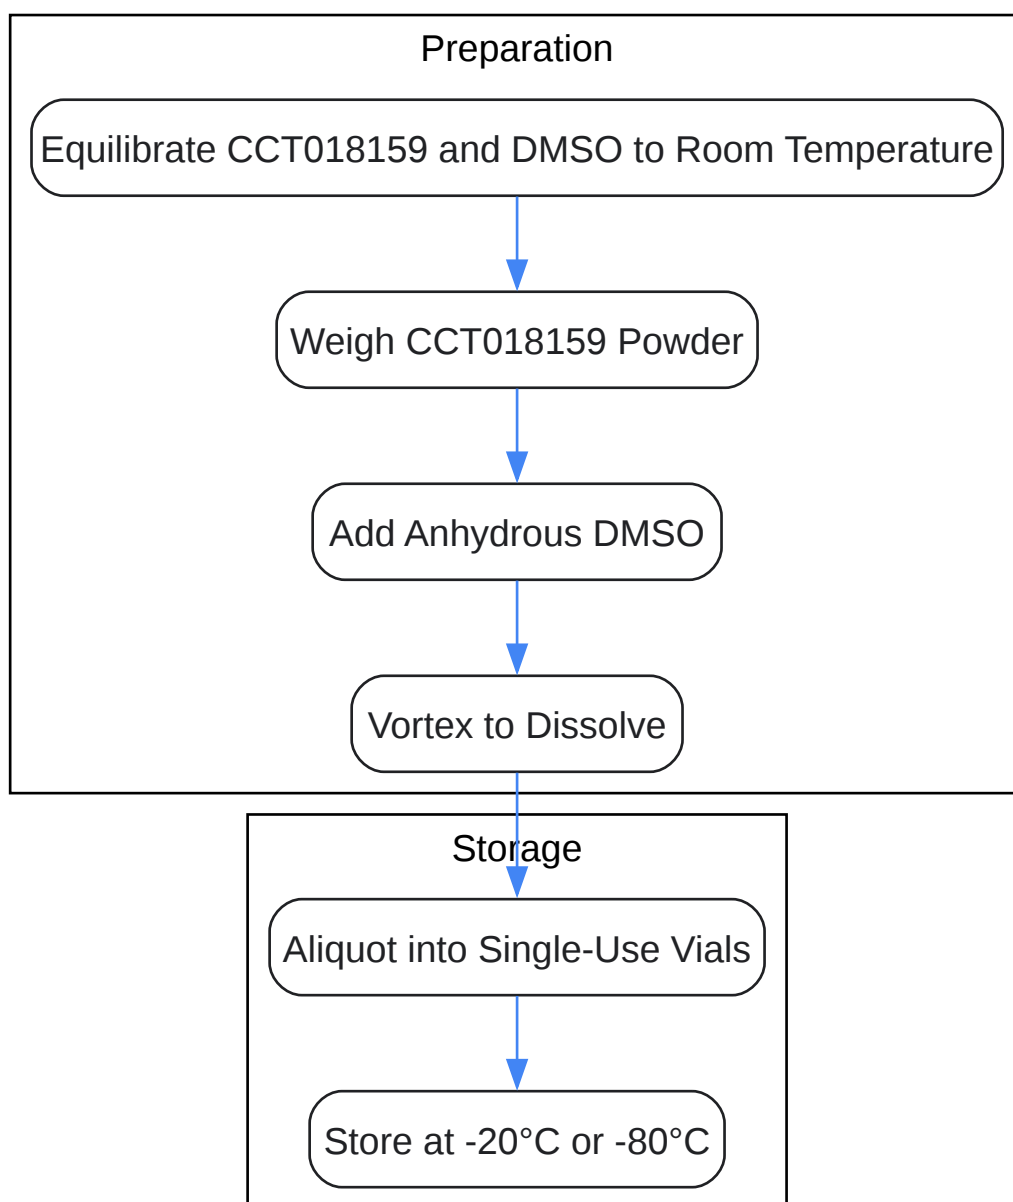 Preparation
Equilibrate CCT018159 and DMSO to Room Temperature
Weigh CCT018159 Powder
Add Anhydrous DMSO
Vortex to Dissolve
Storage
Aliquot into Single-Use Vials
Store at -20°C or -80°C